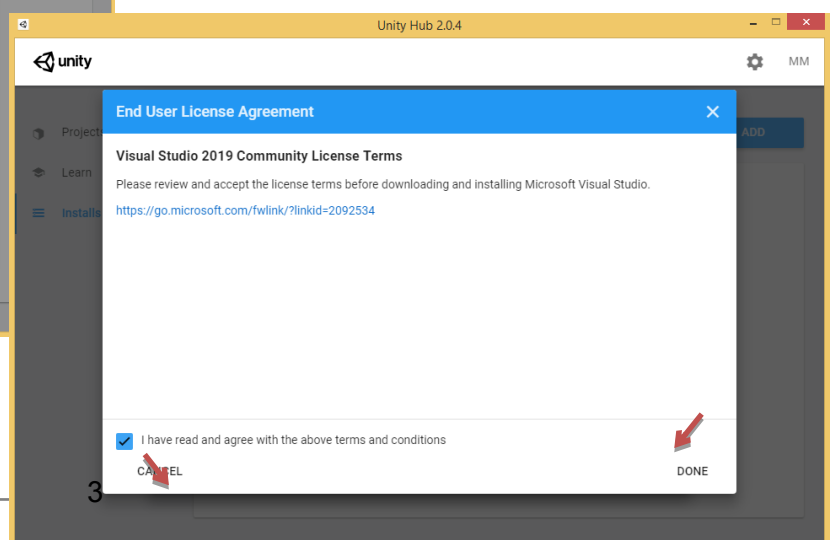 Unity Hub 2.0.4
unity
MM
End User License Agreement
Projects
ADD
Visual Studio 2019 Community License Terms
Learn
Please review and accept the license terms before downloading and installing Microsoft Visual Studio.
Installs
https://go.microsoft.com/fwlink/?linkid=2092534
I have read and agree with the above terms and conditions
CANCEL
DONE
3